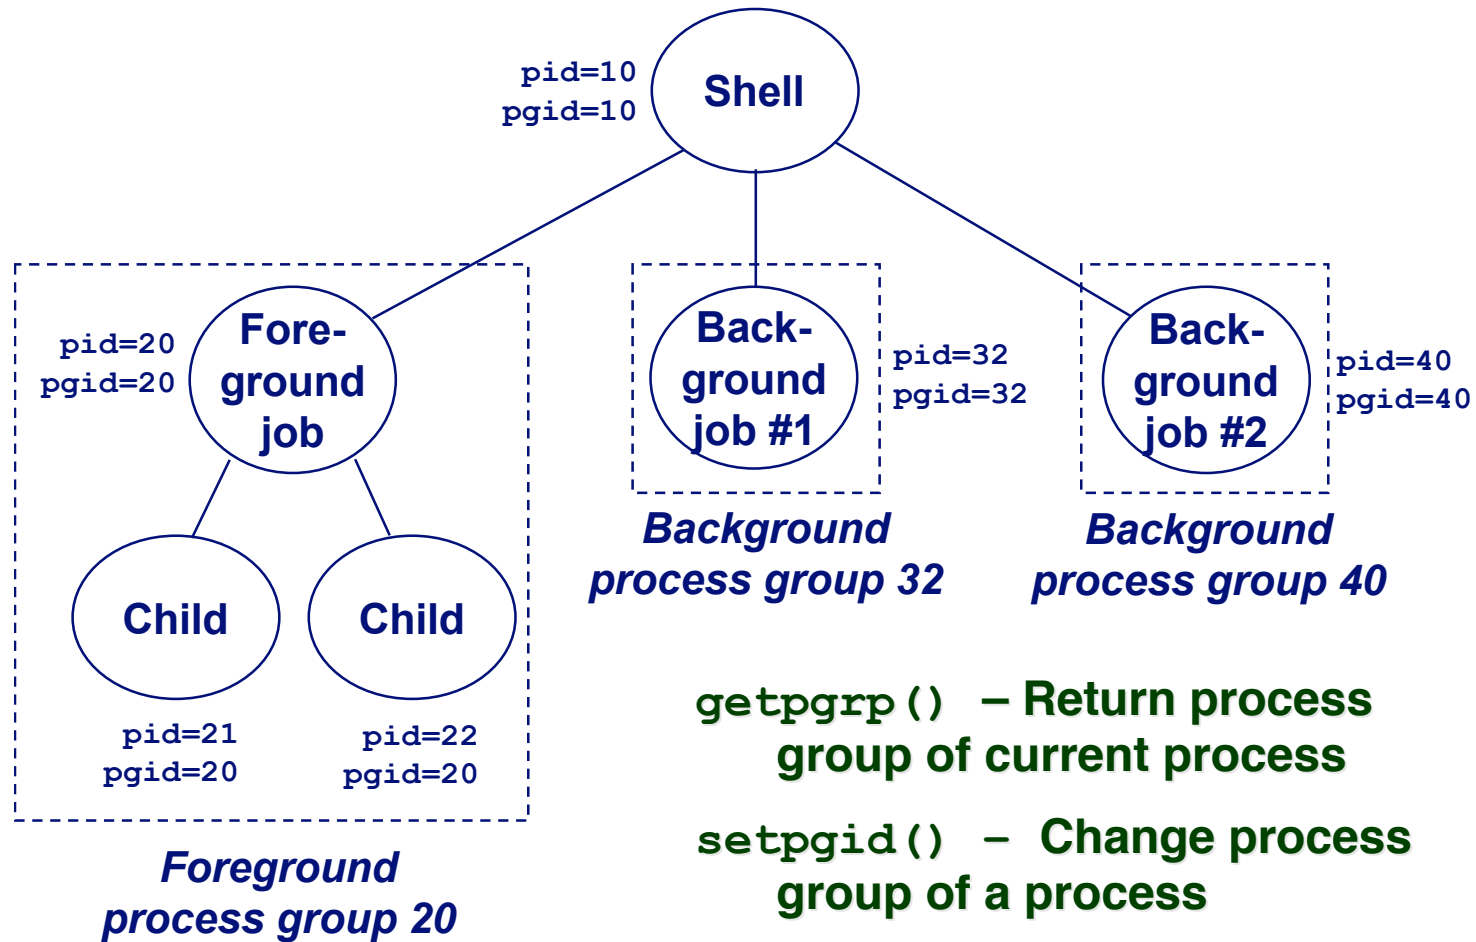 pid=10
pgid=10
Shell
pid=20
pgid=20
Fore-
ground
job
Back-
ground
job #1
pid=32
pgid=32
Back-
ground
job #2
pid=40
pgid=40
Background
process group 32
Background
process group 40
Child
Child
pid=21
pgid=20
pid=22
pgid=20
Foreground
process group 20
getpgrp() – Return process
group of current process
setpgid() – Change process
group of a process